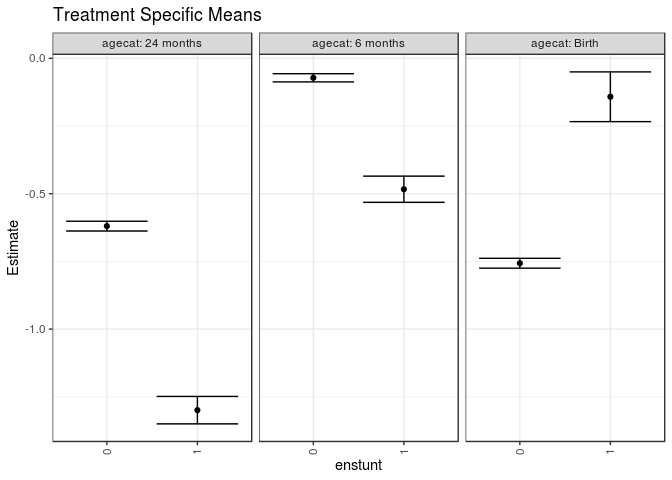 Treatment Specific Means
agecat: 24 months
agecat: 6 months
agecat: Birth
Estimate
0.0
-0.5
-1.0
0
1
0
1
0
1
enstunt